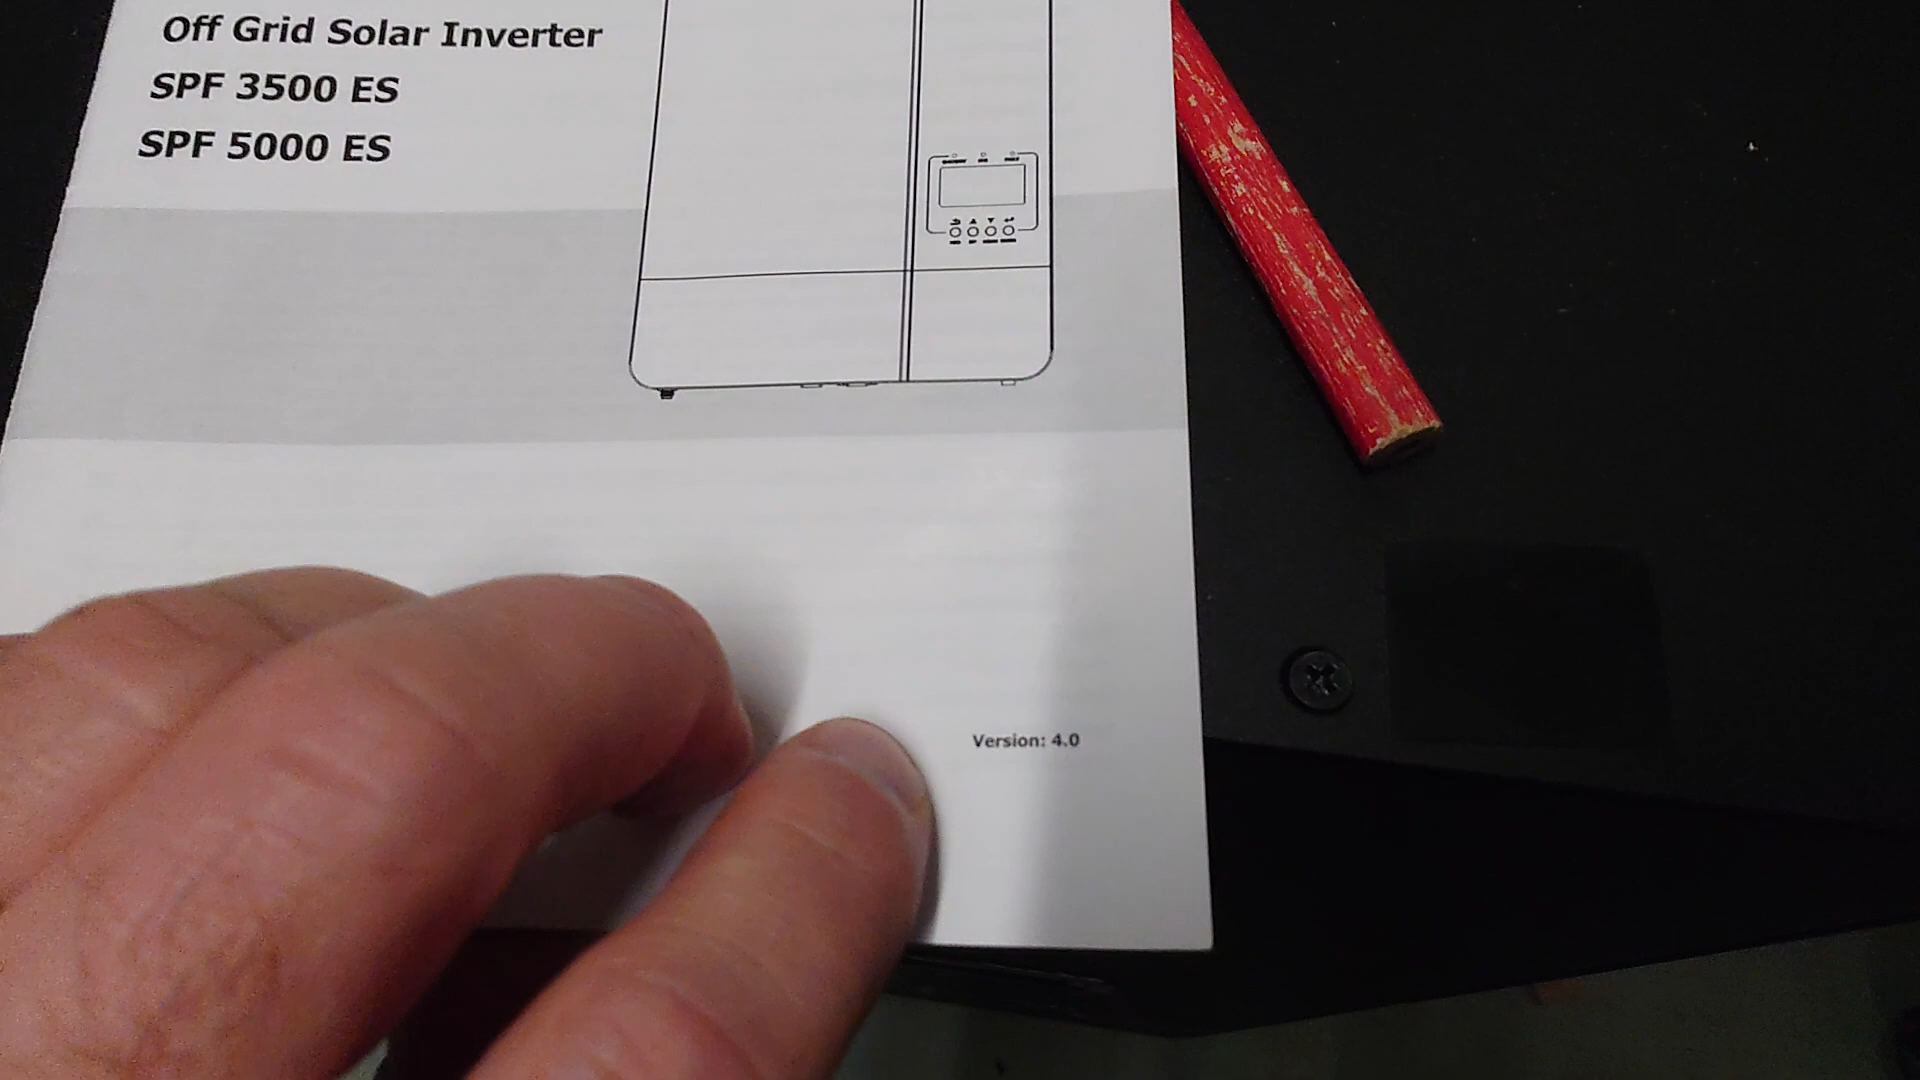 Off Grid Solar Inverter
SPF 3500 ES
SPF 5000 ES
Version: 4.0